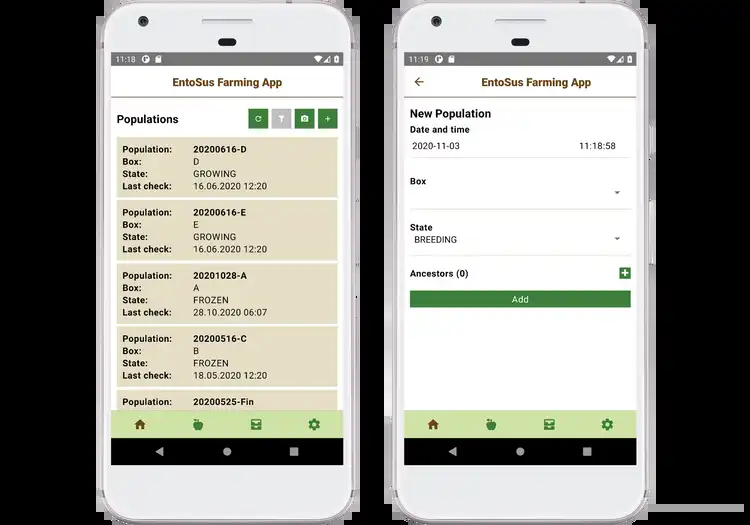 11:18
EntoSus Farming App
Populations
Population: 20200616-D
Box: D
State: GROWING
Last check: 16.06.2020 12:20
Population: 20200616-E
Box: E
State: GROWING
Last check: 16.06.2020 12:20
Population: 20201028-A
Box: A
State: FROZEN
Last check: 28.10.2020 06:07
Population: 20200516-C
Box: B
State: FROZEN
Last check: 18.05.2020 12:20
Population: 20200525-Fin
11:19
EntoSus Farming App
New Population
Date and time
2020-11-03 11:18:58
Box
State
BREEDING
Ancestors (0)
Add